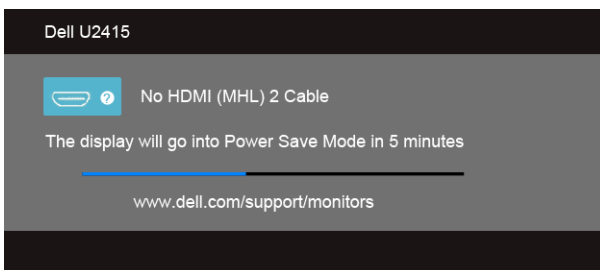 Dell U2415
?
No HDMI (MHL) 2 Cable
The display will go into Power Save Mode in 5 minutes
www.dell.com/support/monitors